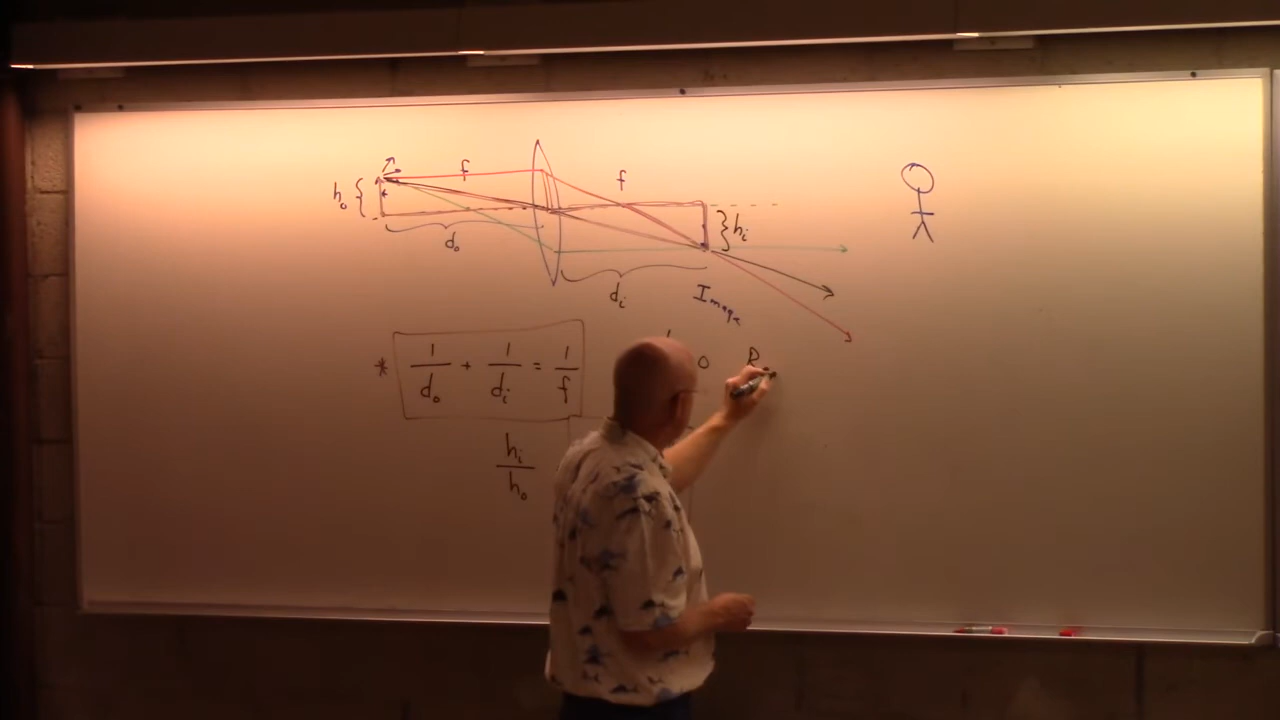 f
f
h₀ {
} hᵢ
d₀
dᵢ
Image
* 1/d₀ + 1/dᵢ = 1/f
hᵢ/h₀